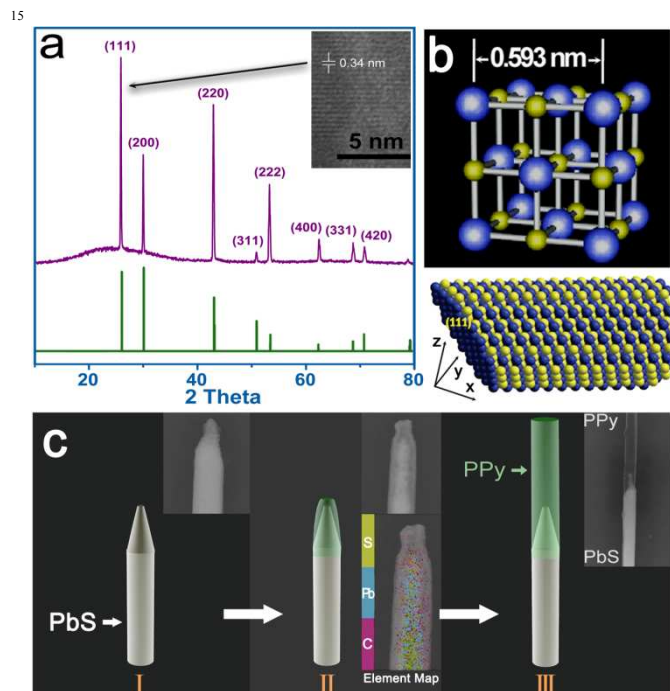 15
a
(111)
(200)
(220)
(311)
(222)
(400)
(331)
(420)
0.34 nm
5 nm
10 20 40 60 80
2 Theta
b
0.593 nm
(111)
z
y
x
c
PbS
I
S
Pb
C
Element Map
II
PPy
PPy
PbS
III